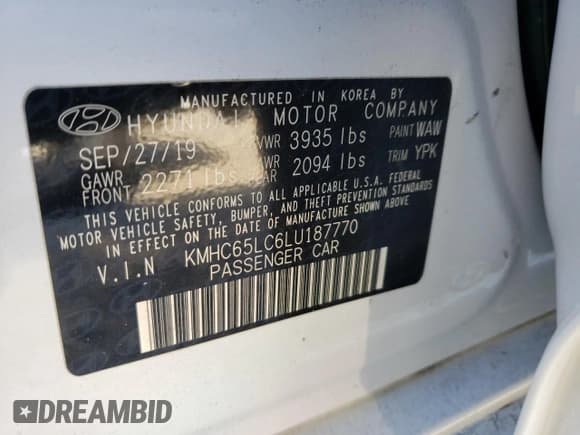 MANUFACTURED IN KOREA BY
HYUNDAI MOTOR COMPANY
SEP/27/19 GVWR 3935 lbs PAINT WAW
GAWR FRONT 2271 lbs GAWR REAR 2094 lbs TRIM YPK
THIS VEHICLE CONFORMS TO ALL APPLICABLE U.S.A. FEDERAL
MOTOR VEHICLE SAFETY, BUMPER, AND THEFT PREVENTION STANDARDS
IN EFFECT ON THE DATE OF MANUFACTURE SHOWN ABOVE.
V.I.N KMHC65LC6LU187770
PASSENGER CAR
DREAMBID